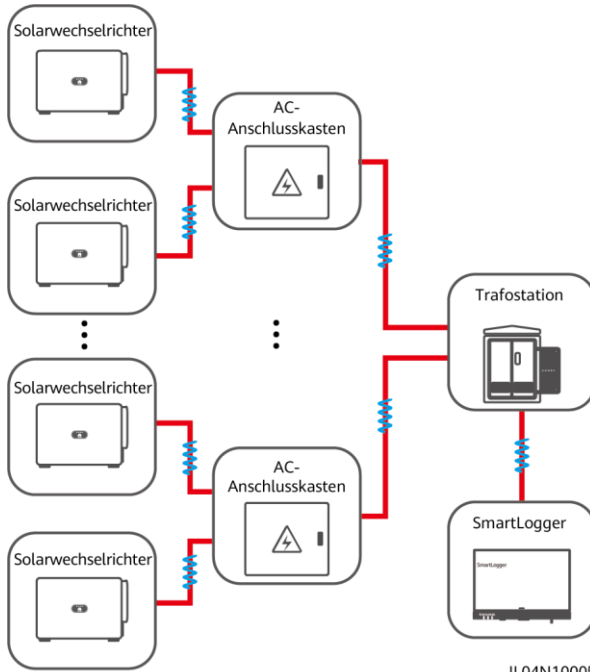 Solarwechselrichter
AC-
Anschlusskasten
Solarwechselrichter
Trafostation
Solarwechselrichter
AC-
Anschlusskasten
SmartLogger
SmartLogger
Solarwechselrichter